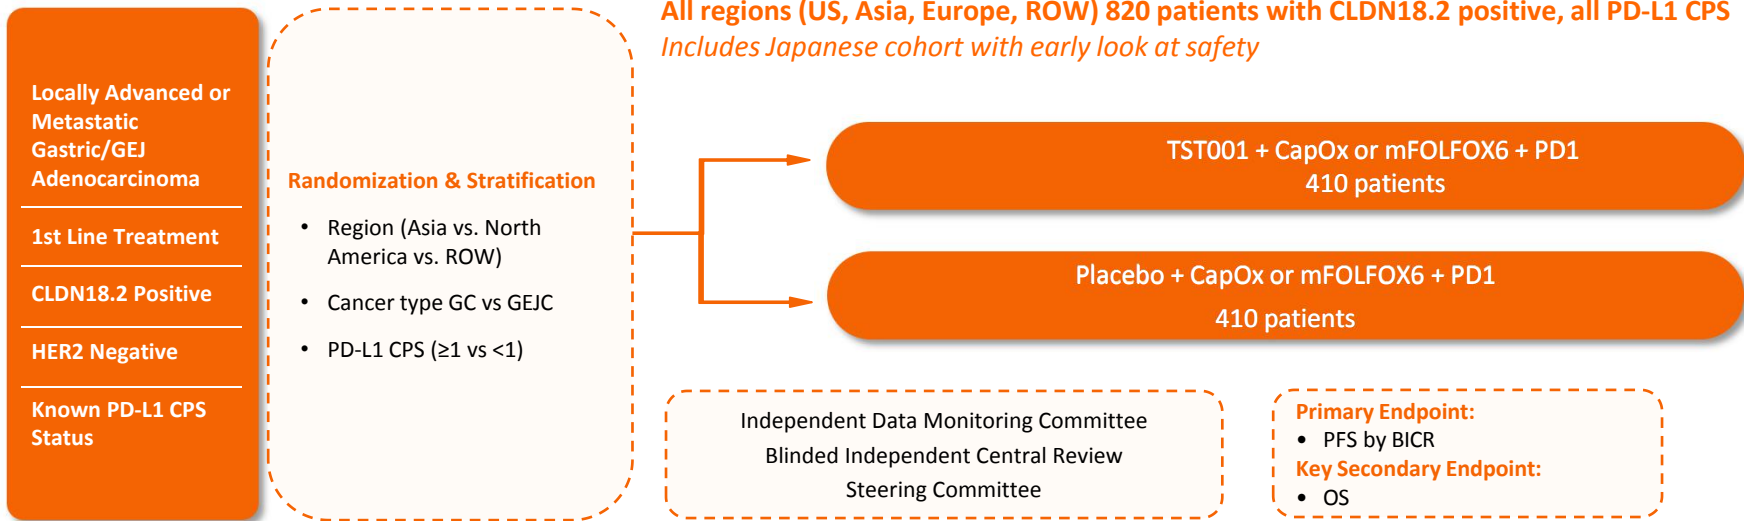 All regions (US, Asia, Europe, ROW) 820 patients with CLDN18.2 positive, all PD-L1 CPS
Includes Japanese cohort with early look at safety
Locally Advanced or
Metastatic
Gastric/GEJ
Adenocarcinoma
1st Line Treatment
CLDN18.2 Positive
HER2 Negative
Known PD-L1 CPS
Status
Randomization & Stratification
• Region (Asia vs. North
America vs. ROW)
• Cancer type GC vs GEJC
• PD-L1 CPS (≥1 vs <1)
TST001 + CapOx or mFOLFOX6 + PD1
410 patients
Placebo + CapOx or mFOLFOX6 + PD1
410 patients
Independent Data Monitoring Committee
Blinded Independent Central Review
Steering Committee
Primary Endpoint:
• PFS by BICR
Key Secondary Endpoint:
• OS